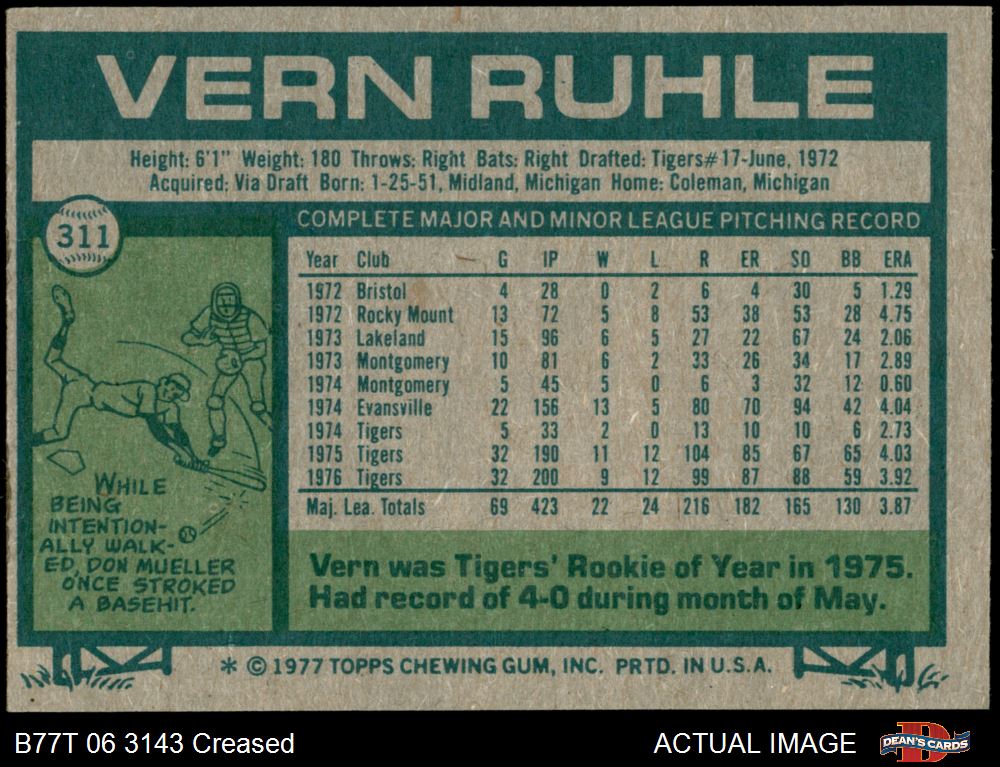 VERN RUHLE
Height: 6'1" Weight: 180 Throws: Right Bats: Right Drafted: Tigers#17-June, 1972
Acquired: Via Draft Born: 1-25-51, Midland, Michigan Home: Coleman, Michigan
311
COMPLETE MAJOR AND MINOR LEAGUE PITCHING RECORD
Year Club G IP W L R ER SO BB ERA
1972 Bristol 4 28 0 2 6 4 30 5 1.29
1972 Rocky Mount 13 72 5 8 53 38 53 28 4.75
1973 Lakeland 15 96 6 5 27 22 67 24 2.06
1973 Montgomery 10 81 6 2 33 26 34 17 2.89
1974 Montgomery 5 45 5 0 6 3 32 12 0.60
1974 Evansville 22 156 13 5 80 70 94 42 4.04
1974 Tigers 5 33 2 0 13 10 10 6 2.73
1975 Tigers 32 190 11 12 104 85 67 65 4.03
1976 Tigers 32 200 9 12 99 87 88 59 3.92
Maj. Lea. Totals 69 423 22 24 216 182 165 130 3.87
WHILE
BEING
INTENTION-
ALLY WALK-
ED, DON MUELLER
ONCE STROKED
A BASEHIT.
Vern was Tigers' Rookie of Year in 1975.
Had record of 4-0 during month of May.
* © 1977 TOPPS CHEWING GUM, INC. PRTD. IN U.S.A.
B77T 06 3143 Creased
ACTUAL IMAGE
D
DEAN'S CARDS